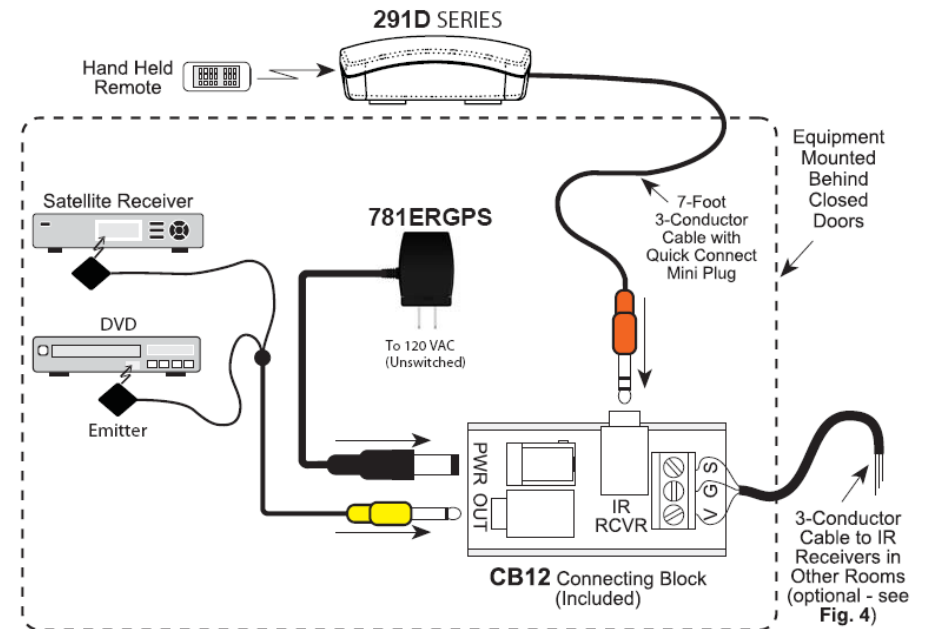 291D SERIES
Hand Held
Remote
Equipment
Mounted
Behind
Closed
Doors
Satellite Receiver
781ERGPS
7-Foot
3-Conductor
Cable with
Quick Connect
Mini Plug
DVD
To 120 VAC
(Unswitched)
Emitter
PWR OUT
IR
RCVR
S
G
V
3-Conductor
Cable to IR
Receivers in
Other Rooms
(optional - see
Fig. 4)
CB12 Connecting Block
(Included)